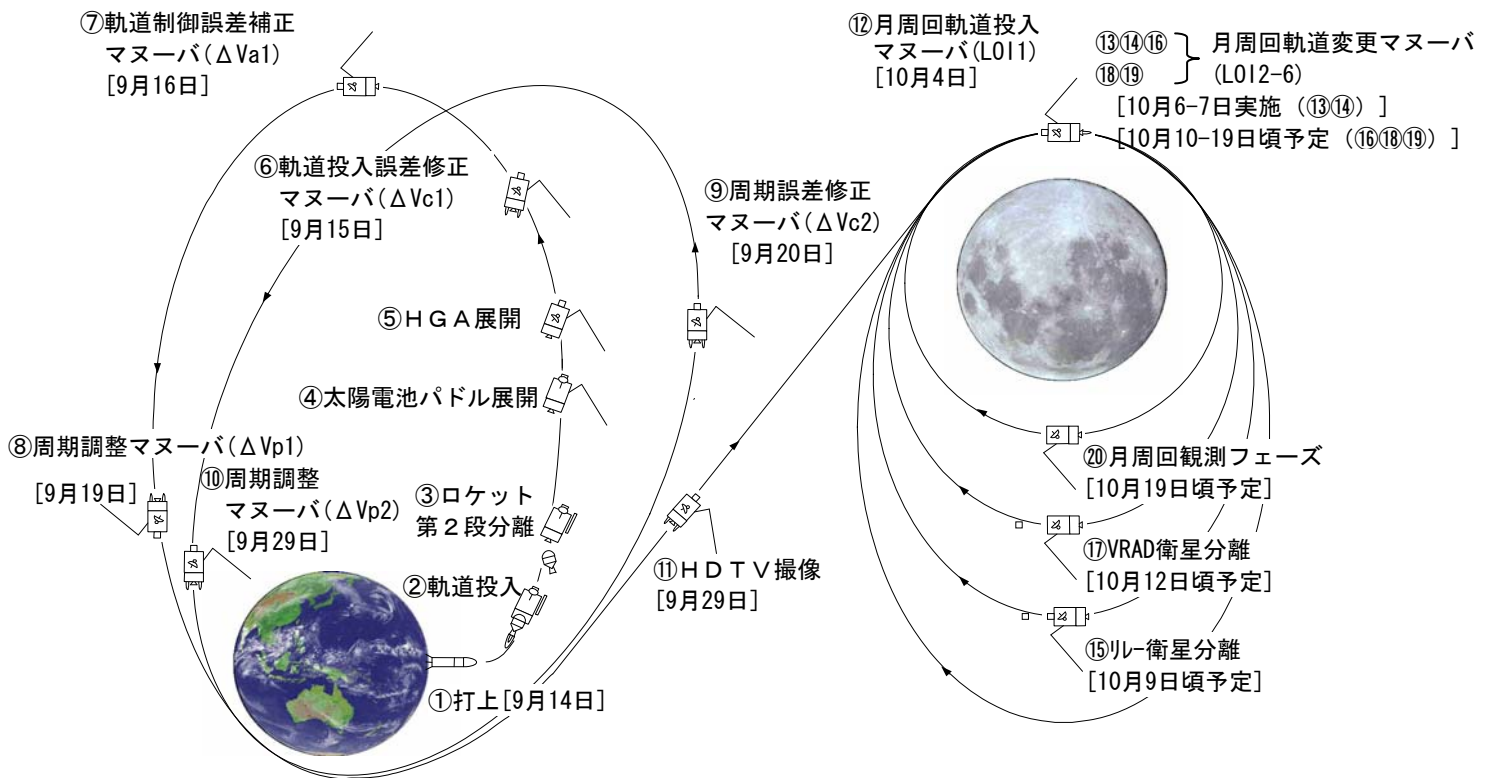 ⑦軌道制御誤差補正
マヌーバ(ΔVa1)
[9月16日]
⑥軌道投入誤差修正
マヌーバ(ΔVc1)
[9月15日]
⑤HGA展開
④太陽電池パドル展開
⑧周期調整マヌーバ(ΔVp1)
[9月19日]
⑩周期調整
マヌーバ(ΔVp2)
[9月29日]
③ロケット
第2段分離
②軌道投入
①打上[9月14日]
⑨周期誤差修正
マヌーバ(ΔVc2)
[9月20日]
⑪HDTV撮像
[9月29日]
⑫月周回軌道投入
マヌーバ(LOI1)
[10月4日]
⑬⑭⑯
⑱⑲
月周回軌道変更マヌーバ
(LOI2-6)
[10月6-7日実施(⑬⑭)]
[10月10-19日頃予定(⑯⑱⑲)]
⑳月周回観測フェーズ
[10月19日頃予定]
⑰VRAD衛星分離
[10月12日頃予定]
⑮リレー衛星分離
[10月9日頃予定]